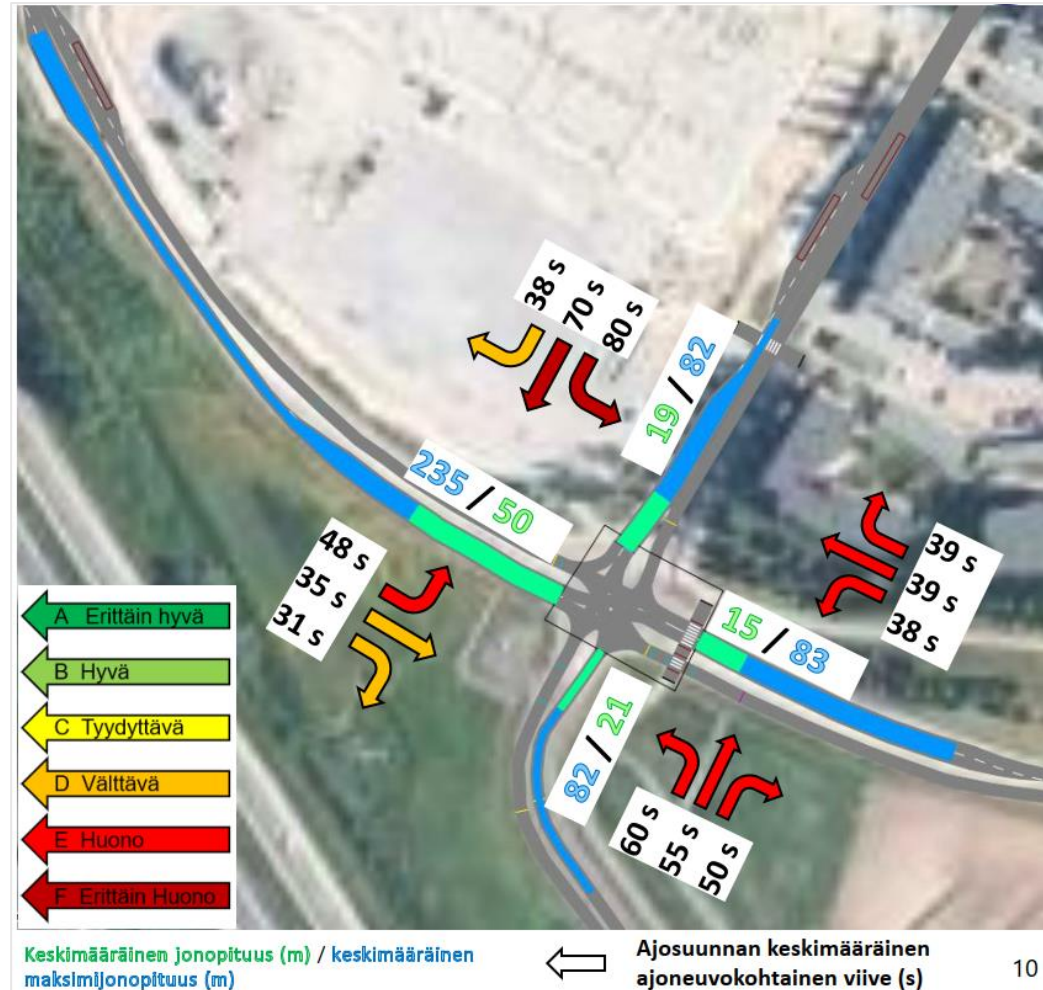 38 s
70 s
80 s
19 / 82
235 / 50
48 s
35 s
31 s
39 s
39 s
38 s
15 / 83
82 / 21
60 s
55 s
50 s
A Erittäin hyvä
B Hyvä
C Tyydyttävä
D Välttävä
E Huono
F Erittäin Huono
Keskimääräinen jonopituus (m) / keskimääräinen
maksimijonopituus (m)
Ajosuunnan keskimääräinen
ajoneuvokohtainen viive (s)
10